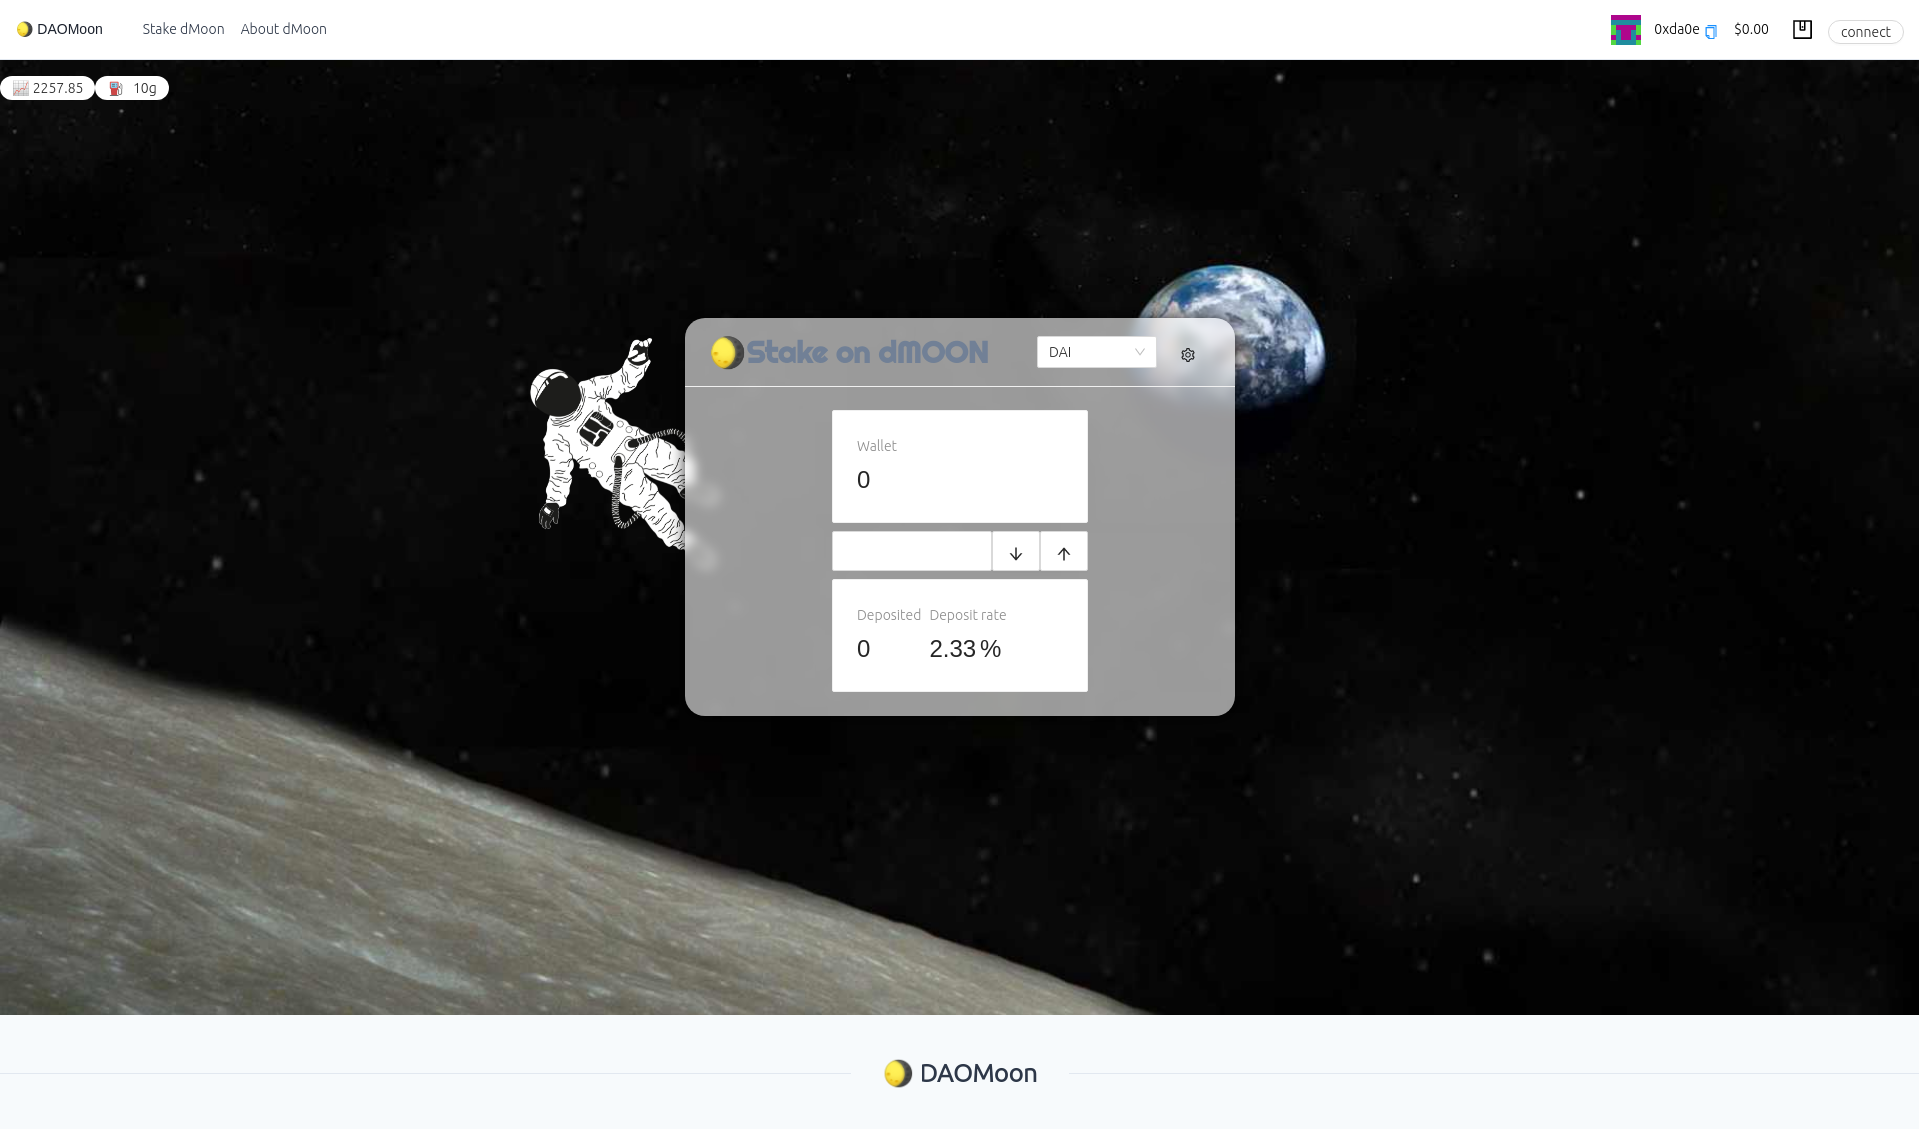 DAOMoon Stake dMoon About dMoon 0xda0e $0.00 connect
2257.85 10g
Stake on dMOON DAI
Wallet
0
Deposited Deposit rate
0 2.33 %
DAOMoon